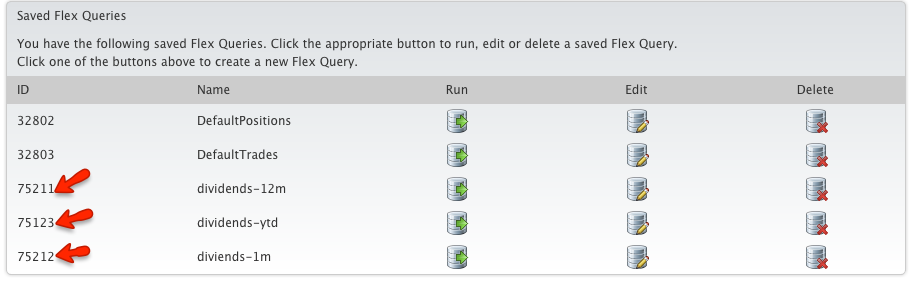 Saved Flex Queries
You have the following saved Flex Queries. Click the appropriate button to run, edit or delete a saved Flex Query.
Click one of the buttons above to create a new Flex Query.
ID Name Run Edit Delete
32802 DefaultPositions
32803 DefaultTrades
75211 dividends-12m
75123 dividends-ytd
75212 diviends-1m